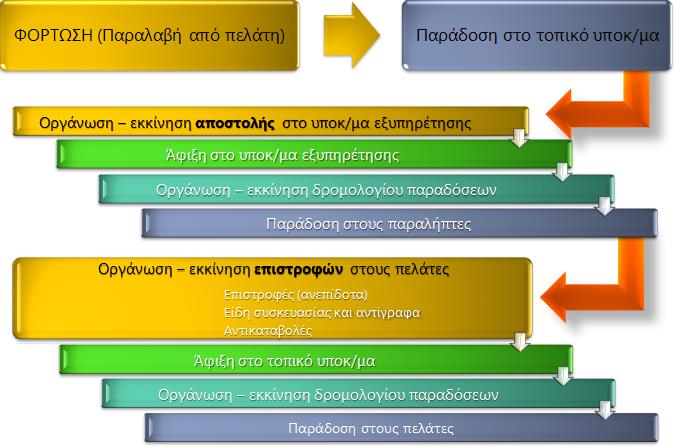 ΦΟΡΤΩΣΗ (Παραλαβή από πελάτη)
Παράδοση στο τοπικό υποκ/μα
Οργάνωση – εκκίνηση αποστολής στο υποκ/μα εξυπηρέτησης
Άφιξη στο υποκ/μα εξυπηρέτησης
Οργάνωση – εκκίνηση δρομολογίου παραδόσεων
Παράδοση στους παραλήπτες
Οργάνωση – εκκίνηση επιστροφών στους πελάτες
Επιστροφές (ανεπίδοτα)
Είδη συσκευασίας και αντίγραφα
Αντικαταβολές
Άφιξη στο τοπικό υποκ/μα
Οργάνωση – εκκίνηση δρομολογίου παραδόσεων
Παράδοση στους πελάτες